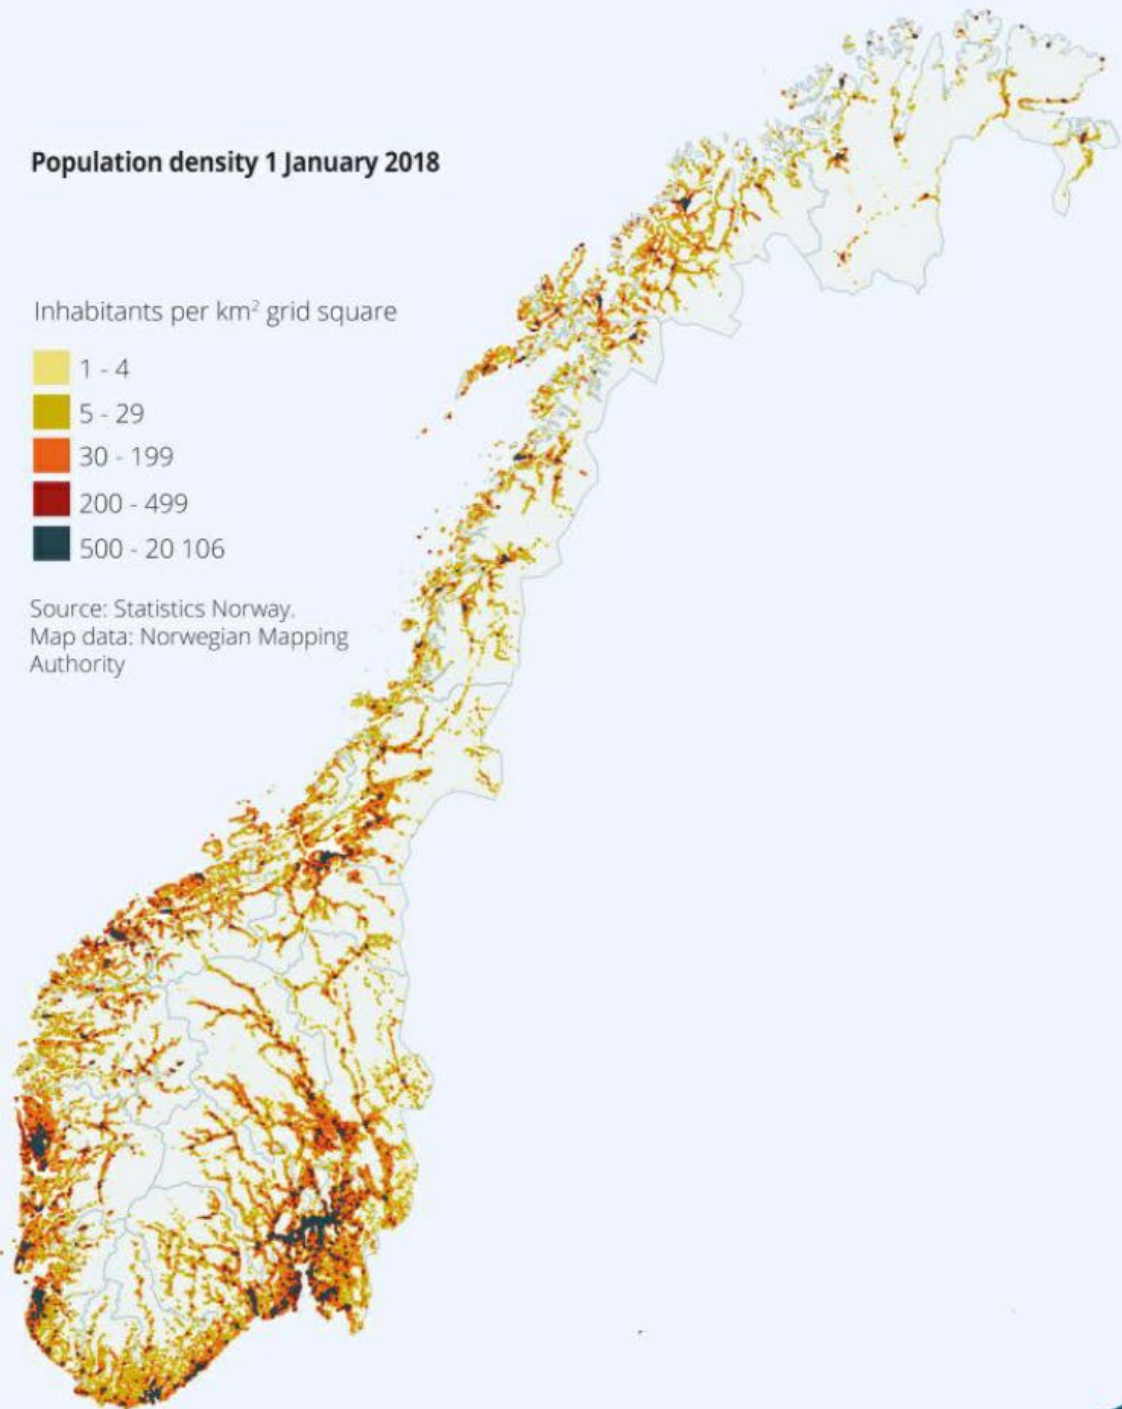 Population density 1 January 2018
Inhabitants per km² grid square
1 - 4
5 - 29
30 - 199
200 - 499
500 - 20 106
Source: Statistics Norway.
Map data: Norwegian Mapping
Authority